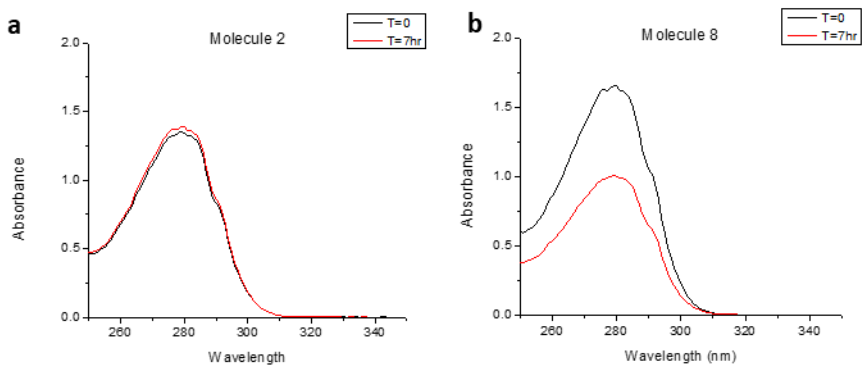 a
T=0
T=7hr
Molecule 2
2.0
1.5
1.0
0.5
0.0
Absorbance
260 280 300 320 340
Wavelength
b
T=0
T=7hr
Molecule 8
2.0
1.5
1.0
0.5
0.0
Absorbance
260 280 300 320 340
Wavelength (nm)